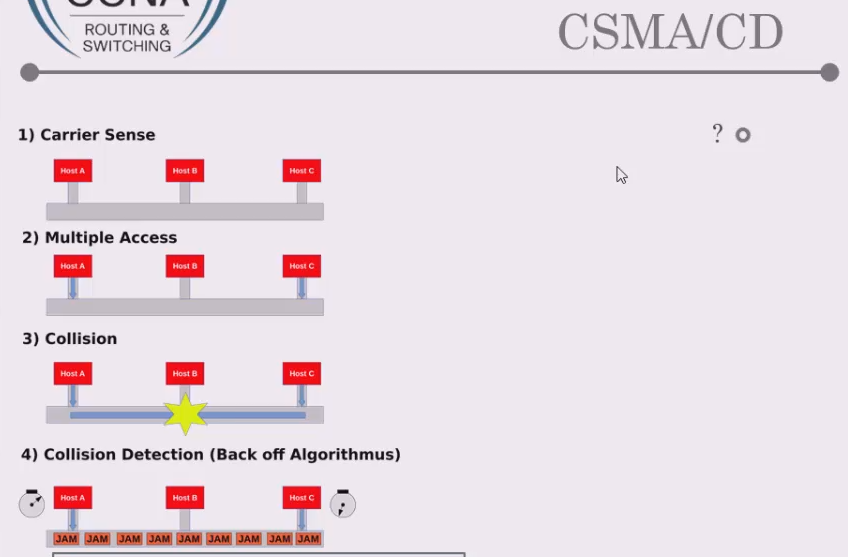 CCNA
ROUTING &
SWITCHING
CSMA/CD
1) Carrier Sense
?
Host A Host B Host C
2) Multiple Access
Host A Host B Host C
3) Collision
Host A Host B Host C
4) Collision Detection (Back off Algorithmus)
Host A Host B Host C
JAM JAM JAM JAM JAM JAM JAM JAM JAM